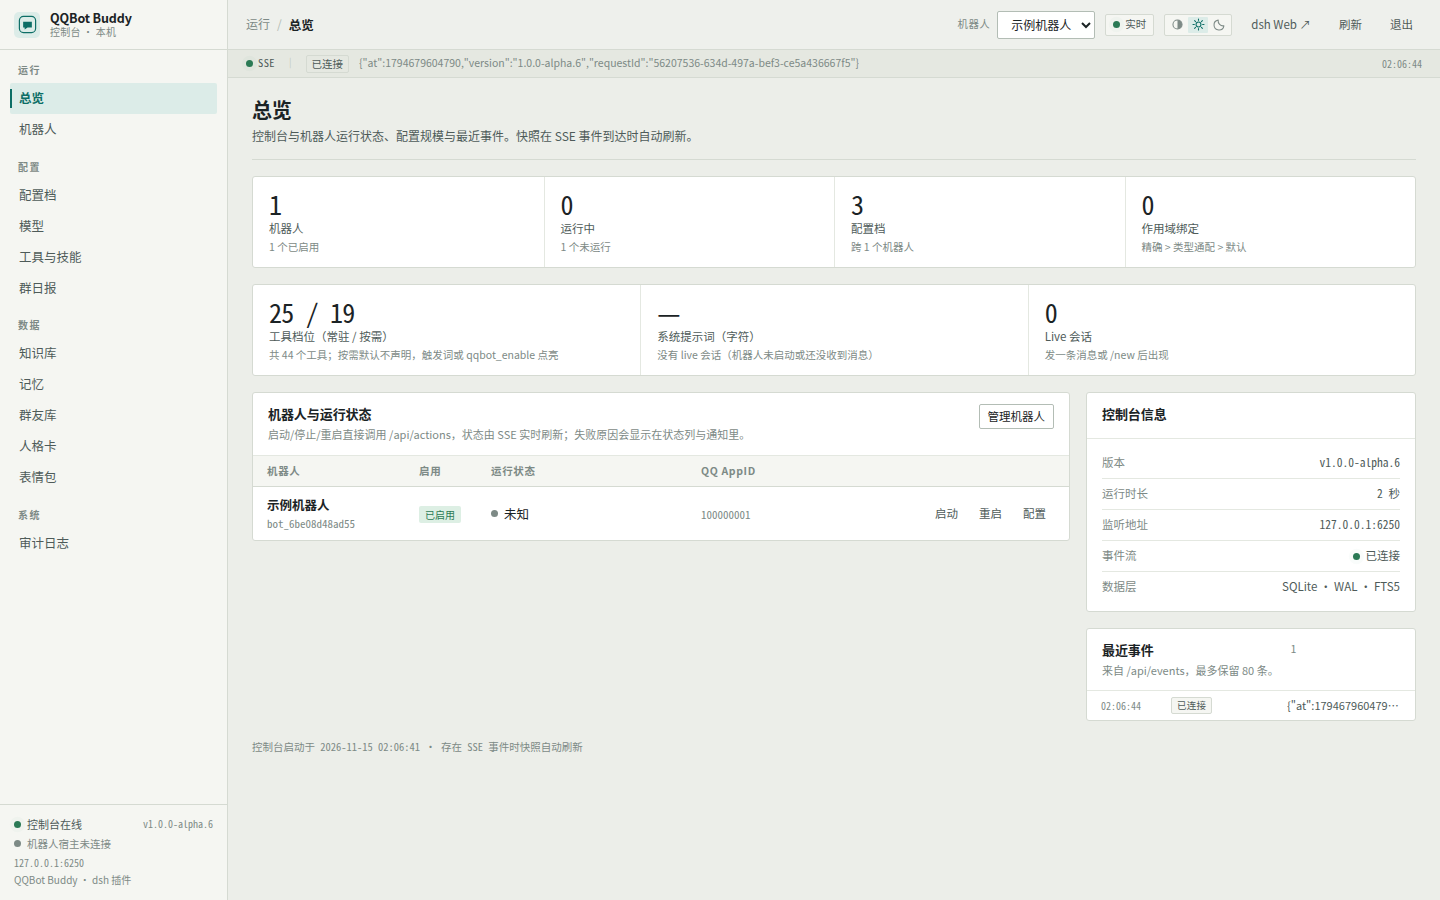 QQBot Buddy
控制台 · 本机
运行
总览
机器人
配置
配置档
模型
工具与技能
群日报
数据
知识库
记忆
群友库
人格卡
表情包
系统
审计日志
控制台在线 v1.0.0-alpha.6
机器人宿主未连接
127.0.0.1:6250
QQBot Buddy · dsh 插件
运行 / 总览
机器人 示例机器人 实时 dsh Web ↗ 刷新 退出
SSE 已连接 {"at":1794679604790,"version":"1.0.0-alpha.6","requestId":"56207536-634d-497a-bef3-ce5a436667f5"} 02:06:44
总览
控制台与机器人运行状态、配置规模与最近事件。快照在 SSE 事件到达时自动刷新。
1
机器人
1 个已启用
0
运行中
1 个未运行
3
配置档
跨 1 个机器人
0
作用域绑定
精确 > 类型通配 > 默认
25 / 19
工具档位（常驻 / 按需）
共 44 个工具；按需默认不声明，触发词或 qqbot_enable 点亮
—
系统提示词（字符）
没有 live 会话（机器人未启动或还没收到消息）
0
Live 会话
发一条消息或 /new 后出现
机器人与运行状态
启动/停止/重启直接调用 /api/actions，状态由 SSE 实时刷新；失败原因会显示在状态列与通知里。
管理机器人
机器人 启用 运行状态 QQ AppID
示例机器人
bot_6be08d48ad55
已启用 未知 100000001 启动 重启 配置
控制台信息
版本 v1.0.0-alpha.6
运行时长 2 秒
监听地址 127.0.0.1:6250
事件流 已连接
数据层 SQLite · WAL · FTS5
最近事件 1
来自 /api/events，最多保留 80 条。
02:06:44 已连接 {"at":179467960479…
控制台启动于 2026-11-15 02:06:41 · 存在 SSE 事件时快照自动刷新